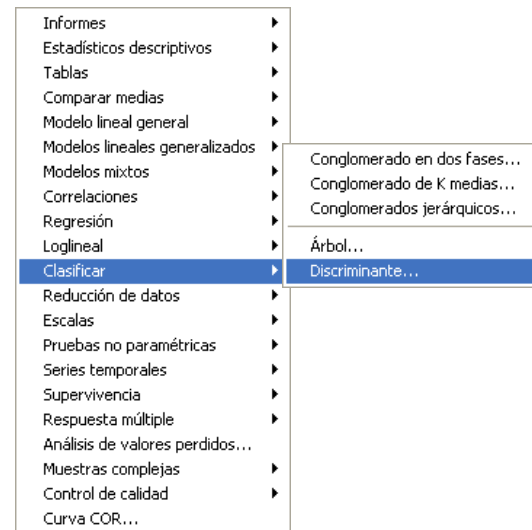 Informes
Estadísticos descriptivos
Tablas
Comparar medias
Modelo lineal general
Modelos lineales generalizados
Modelos mixtos
Correlaciones
Regresión
Loglineal
Clasificar
Reducción de datos
Escalas
Pruebas no paramétricas
Series temporales
Supervivencia
Respuesta múltiple
Análisis de valores perdidos...
Muestras complejas
Control de calidad
Curva COR...
Conglomerado en dos fases...
Conglomerado de K medias...
Conglomerados jerárquicos...
Árbol...
Discriminante...